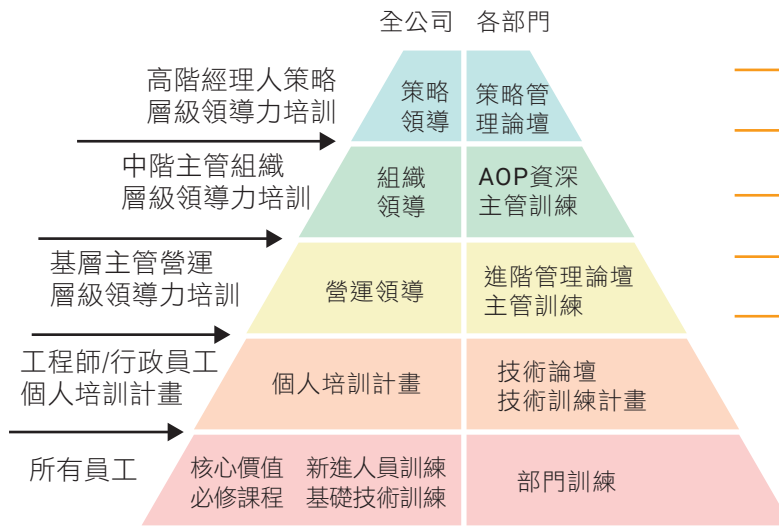 全公司 各部門
高階經理人策略
層級領導力培訓
策略
領導
策略管
理論壇
中階主管組織
層級領導力培訓
組織
領導
AOP資深
主管訓練
基層主管營運
層級領導力培訓
營運領導
進階管理論壇
主管訓練
工程師/行政員工
個人培訓計畫
個人培訓計畫
技術論壇
技術訓練計畫
所有員工
核心價值 新進人員訓練
必修課程 基礎技術訓練
部門訓練